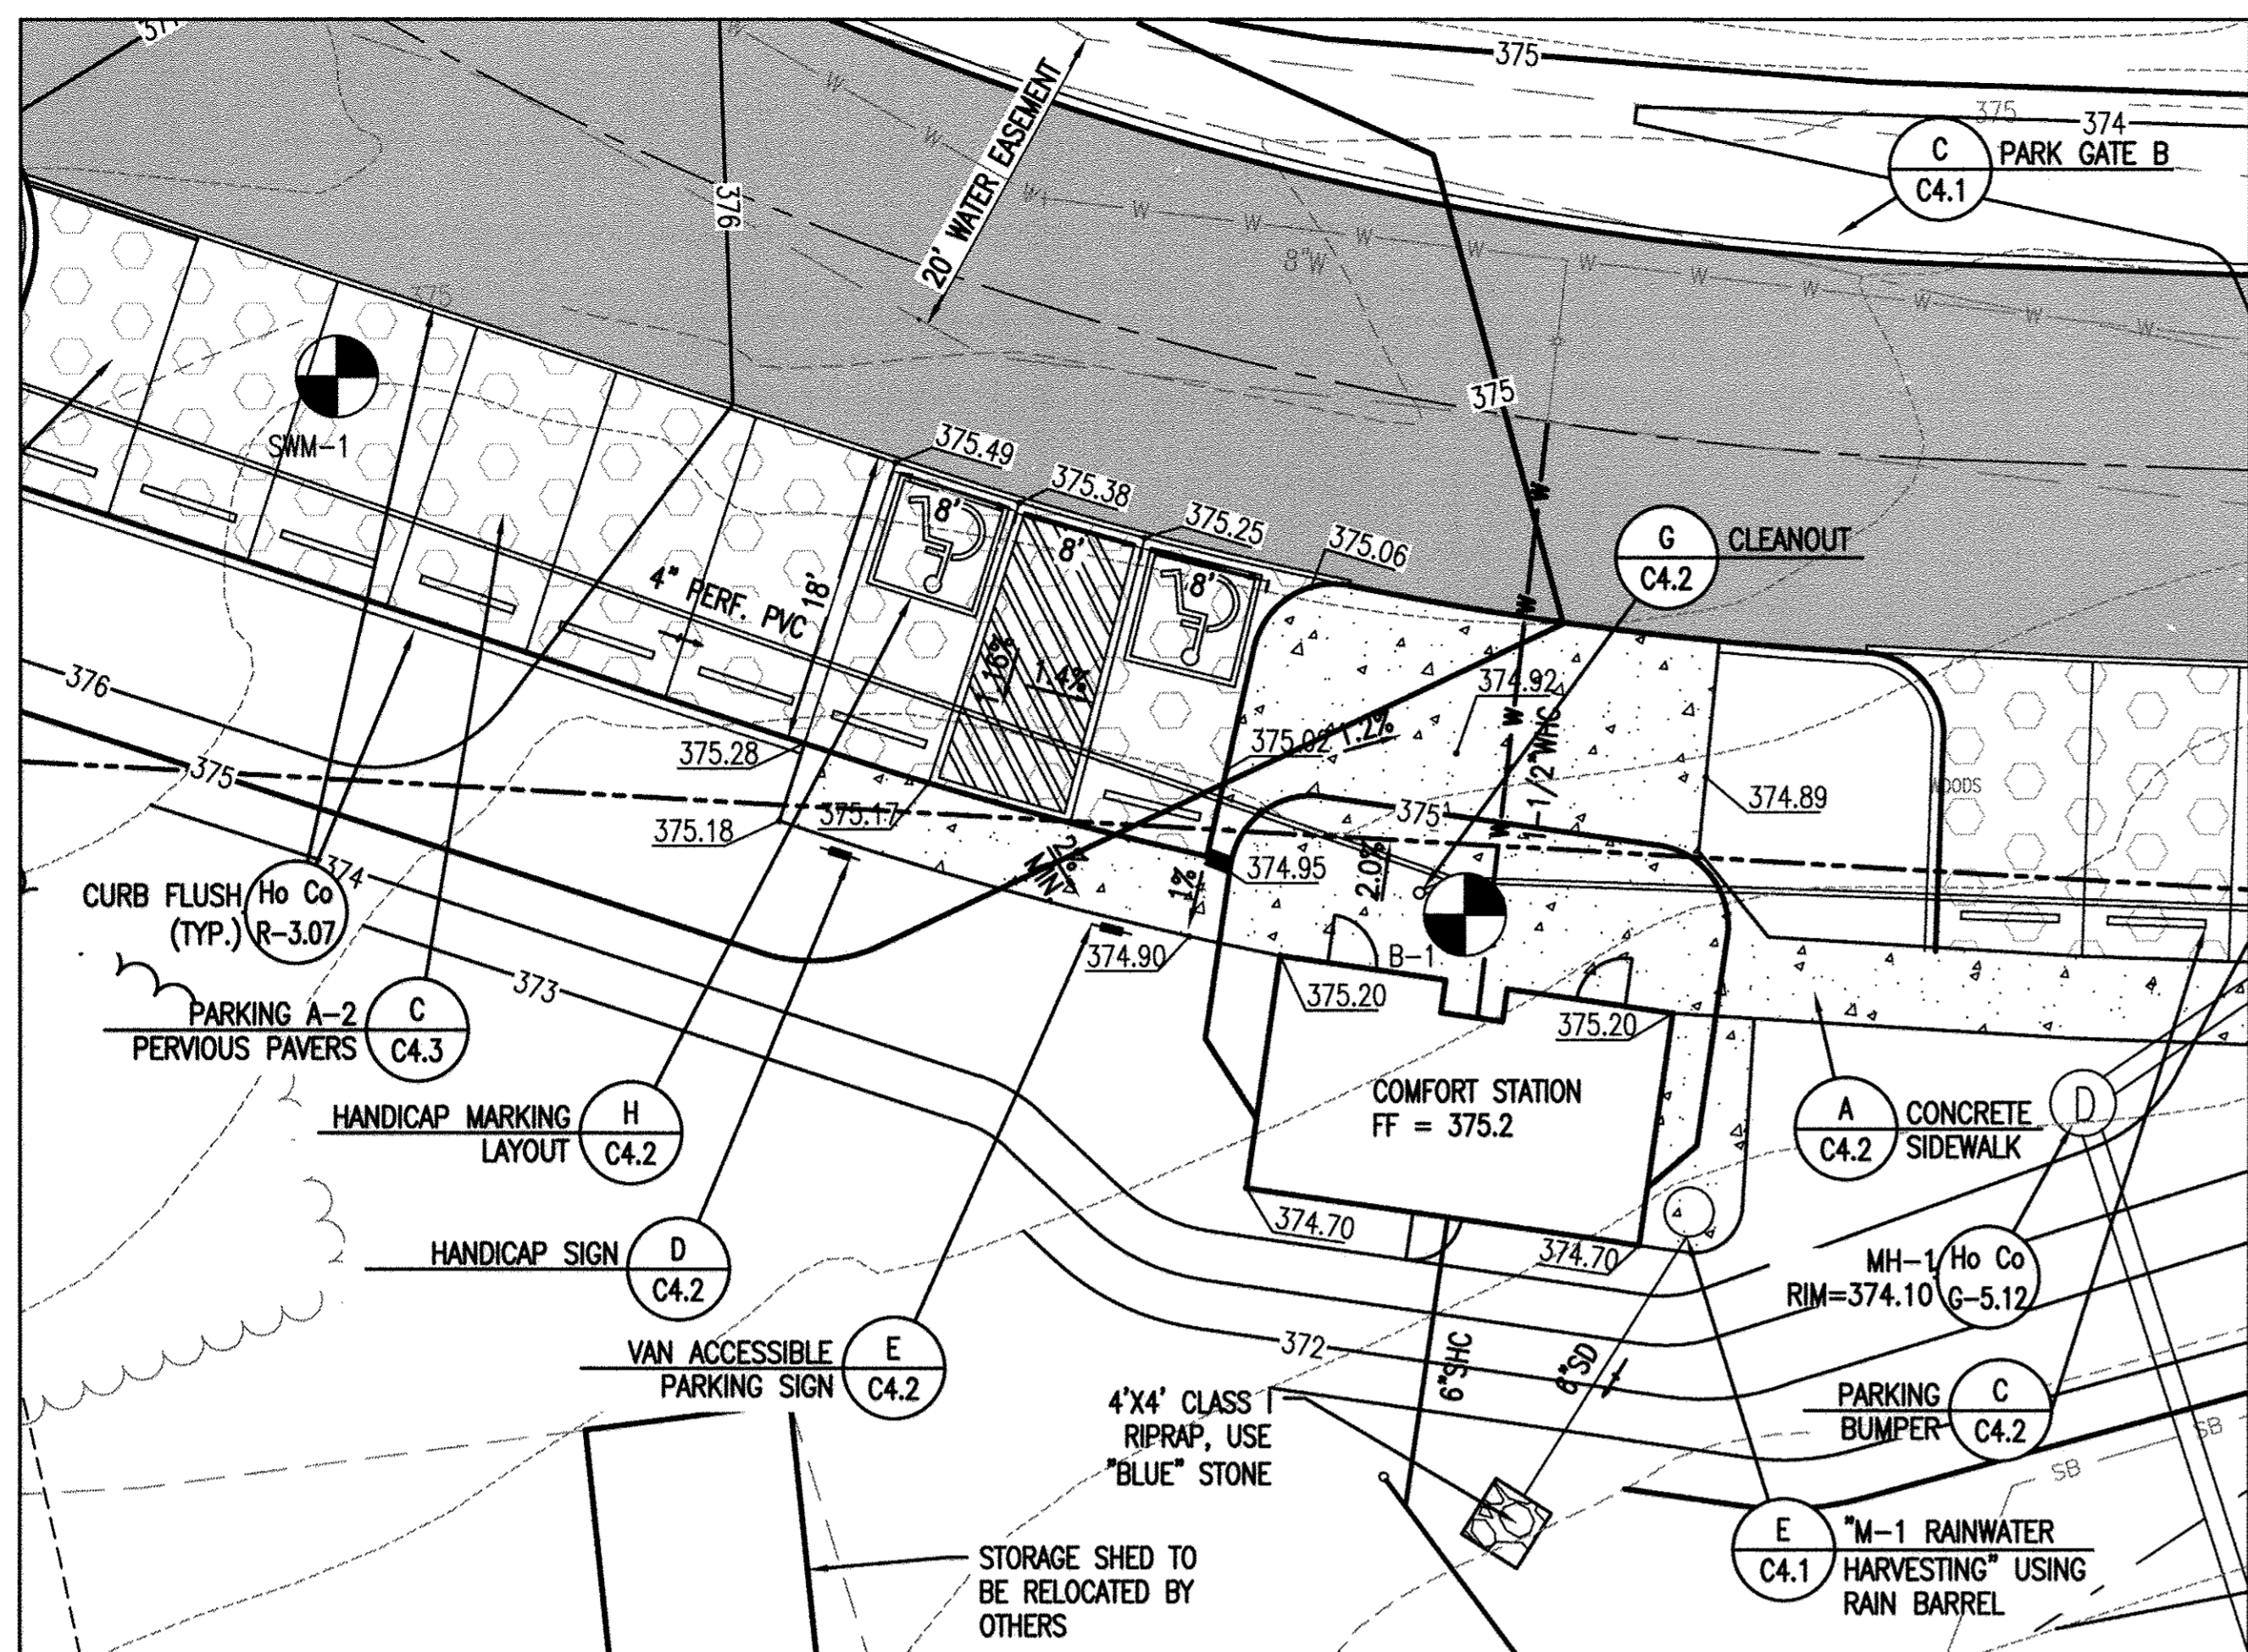 375
375
374
C
C4.1
PARK GATE B
20' WATER EASEMENT
W
W
W
W
W
W
W
W
W
W
W
W
W
W
8"W
376
375
375
SWM-1
375.49
375.38
375.25
375.06
8'
8'
8'
18'
4" PERF. PVC
1.16%
1.4%
G
C4.2
CLEANOUT
W
W
W
W
374.92
1.2%
375.02
1-1/2"WHC
374.89
WOODS
376
375
374
373
375.28
375.18
375.17
2%
MIN.
1%
374.95
374.90
375
2.0%
B-1
375.20
375.20
CURB FLUSH
(TYP.)
Ho Co
R-3.07
PARKING A-2
PERVIOUS PAVERS
C
C4.3
HANDICAP MARKING
LAYOUT
H
C4.2
HANDICAP SIGN
D
C4.2
VAN ACCESSIBLE
PARKING SIGN
E
C4.2
COMFORT STATION
FF = 375.2
374.70
374.70
A
C4.2
CONCRETE
SIDEWALK
D
MH-1
RIM=374.10
Ho Co
G-5.12
372
6"SHC
6"SD
4'X4' CLASS I
RIPRAP, USE
"BLUE" STONE
PARKING
BUMPER
C
C4.2
SB
SB
STORAGE SHED TO
BE RELOCATED BY
OTHERS
E
C4.1
"M-1 RAINWATER
HARVESTING" USING
RAIN BARREL